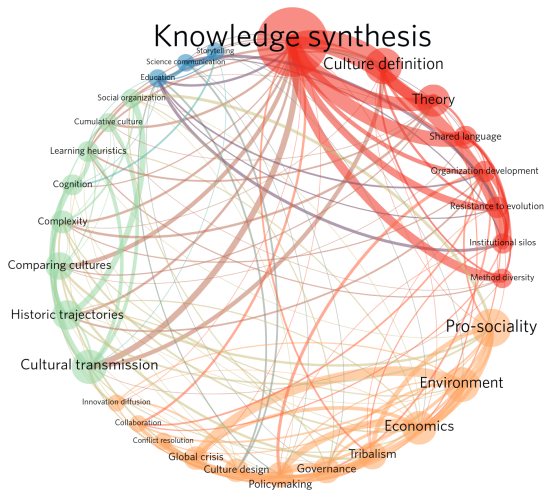 Knowledge synthesis
Storytelling
Science communication
Culture definition
Education
Theory
Social organization
Cumulative culture
Shared language
Learning heuristics
Organization development
Cognition
Resistance to evolution
Complexity
Institutional silos
Comparing cultures
Method diversity
Historic trajectories
Pro-sociality
Cultural transmission
Environment
Innovation diffusion
Collaboration
Economics
Conflict resolution
Tribalism
Global crisis
Culture design
Governance
Policymaking